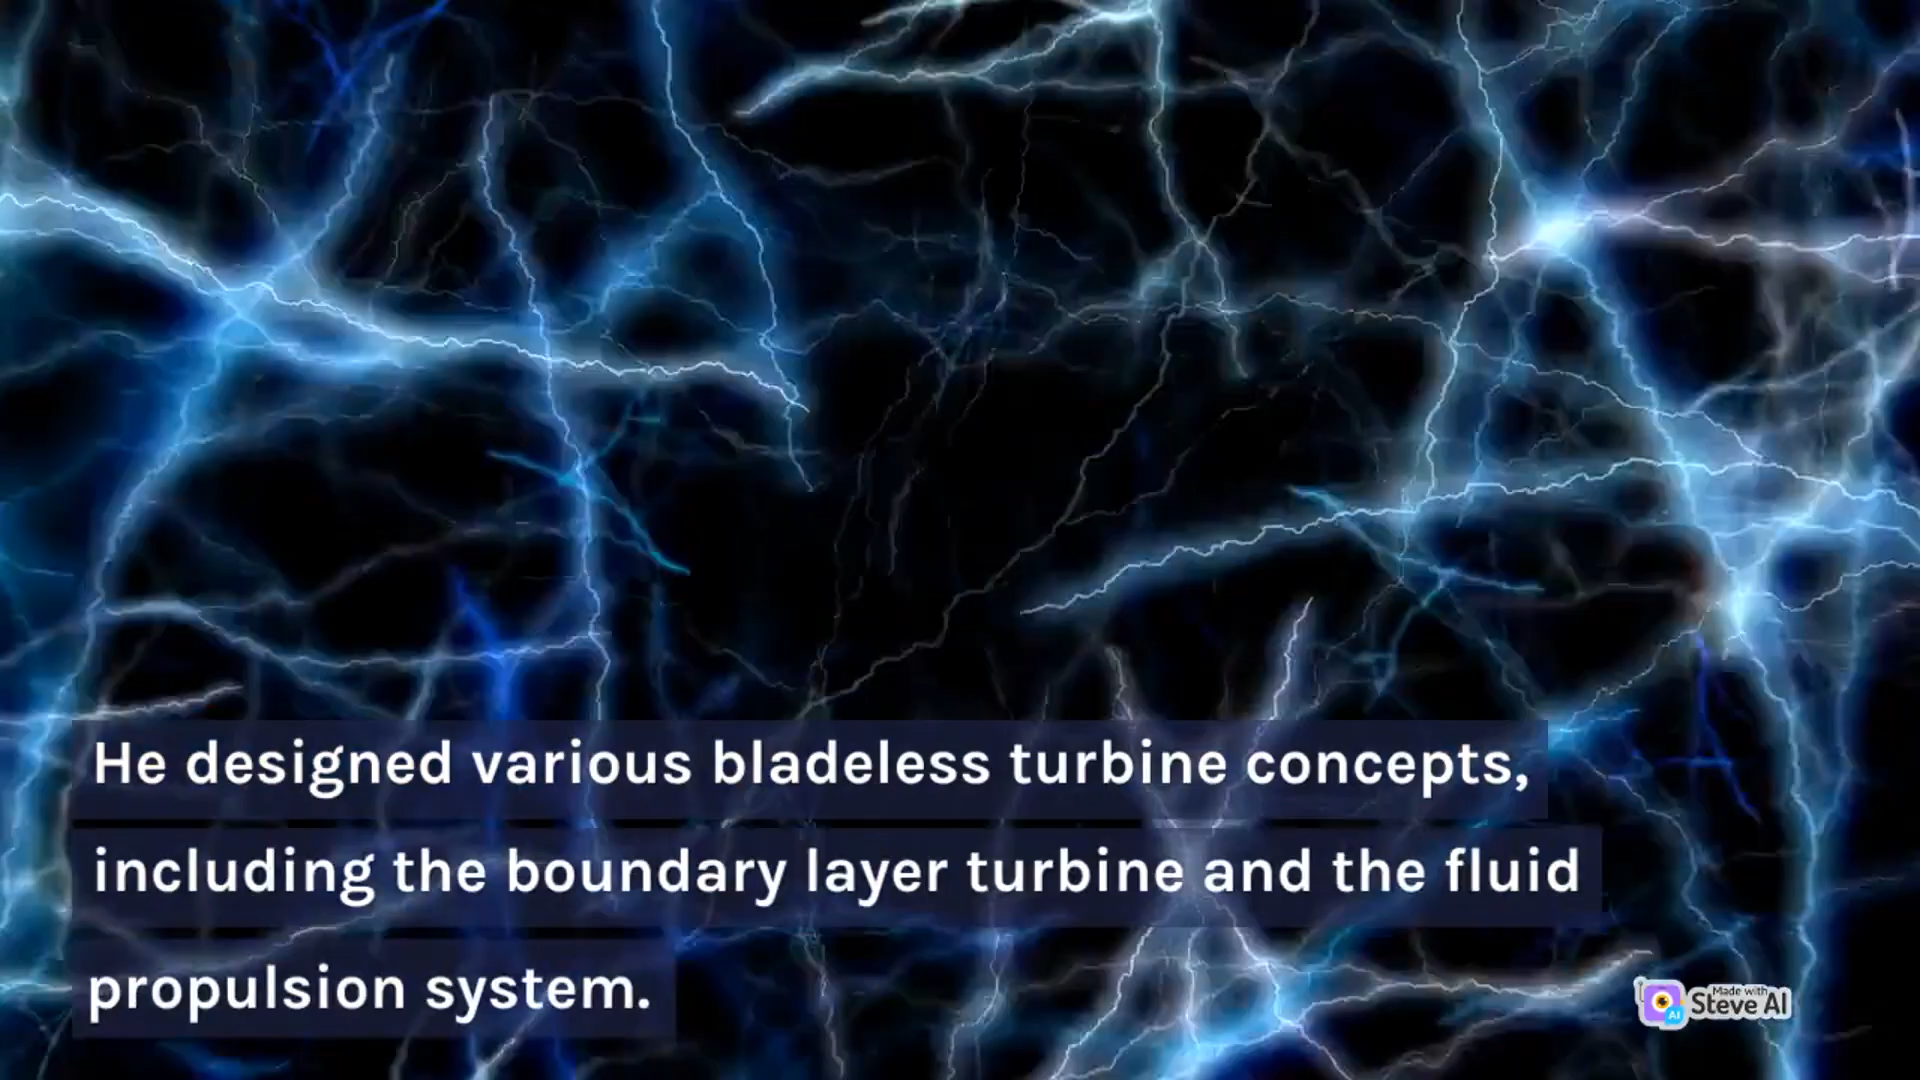 He designed various bladeless turbine concepts,
including the boundary layer turbine and the fluid
propulsion system.
Made with
Steve AI
AI